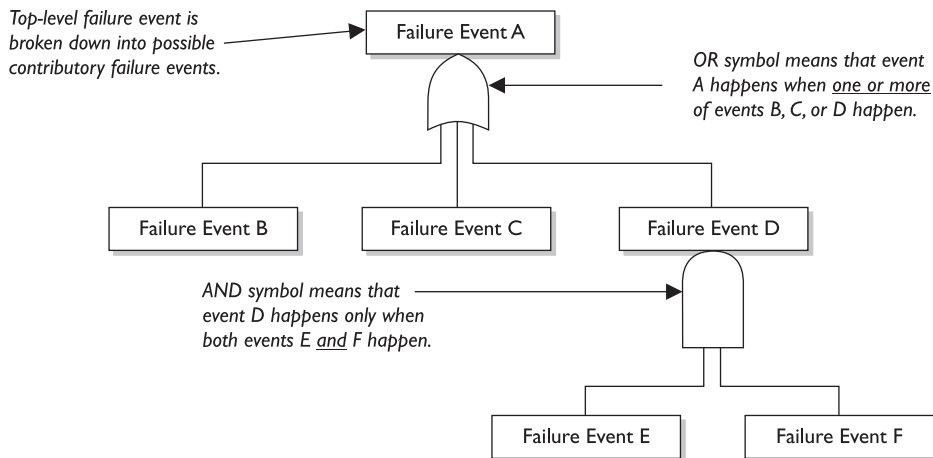 Top-level failure event is
broken down into possible
contributory failure events.
Failure Event A
OR symbol means that event
A happens when one or more
of events B, C, or D happen.
Failure Event B
Failure Event C
Failure Event D
AND symbol means that
event D happens only when
both events E and F happen.
Failure Event E
Failure Event F